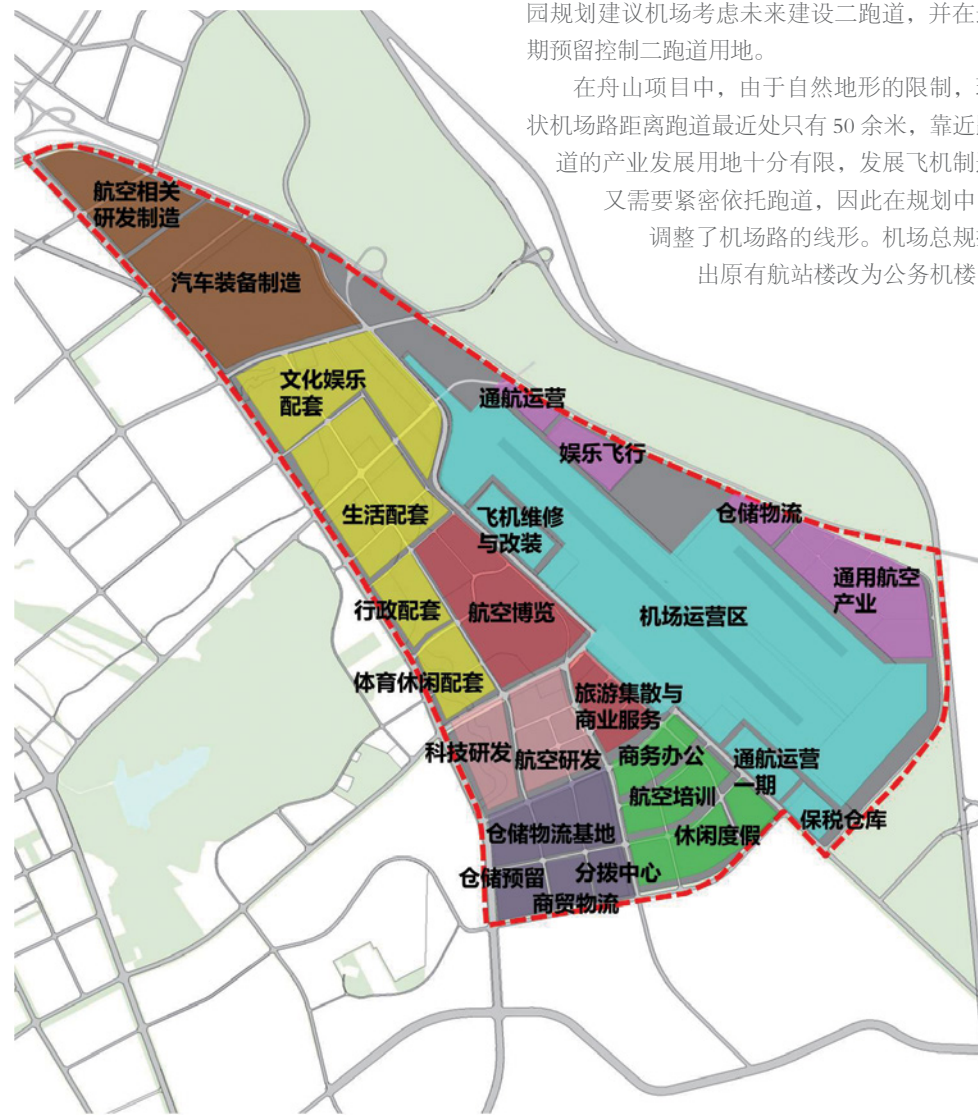 园规划建议机场考虑未来建设二跑道，并在
期预留控制二跑道用地。
在舟山项目中，由于自然地形的限制，
状机场路距离跑道最近处只有 50 余米，靠近
道的产业发展用地十分有限，发展飞机制
又需要紧密依托跑道，因此在规划中
调整了机场路的线形。机场总规
出原有航站楼改为公务机楼
航空相关
研发制造
汽车装备制造
文化娱乐
配套
通航运营
娱乐飞行
生活配套
飞机维修
与改装
仓储物流
通用航空
产业
行政配套
航空博览
机场运营区
体育休闲配套
旅游集散与
商业服务
科技研发
航空研发
商务办公
通航运营
一期
航空培训
保税仓库
仓储物流基地
休闲度假
仓储预留
分拨中心
商贸物流